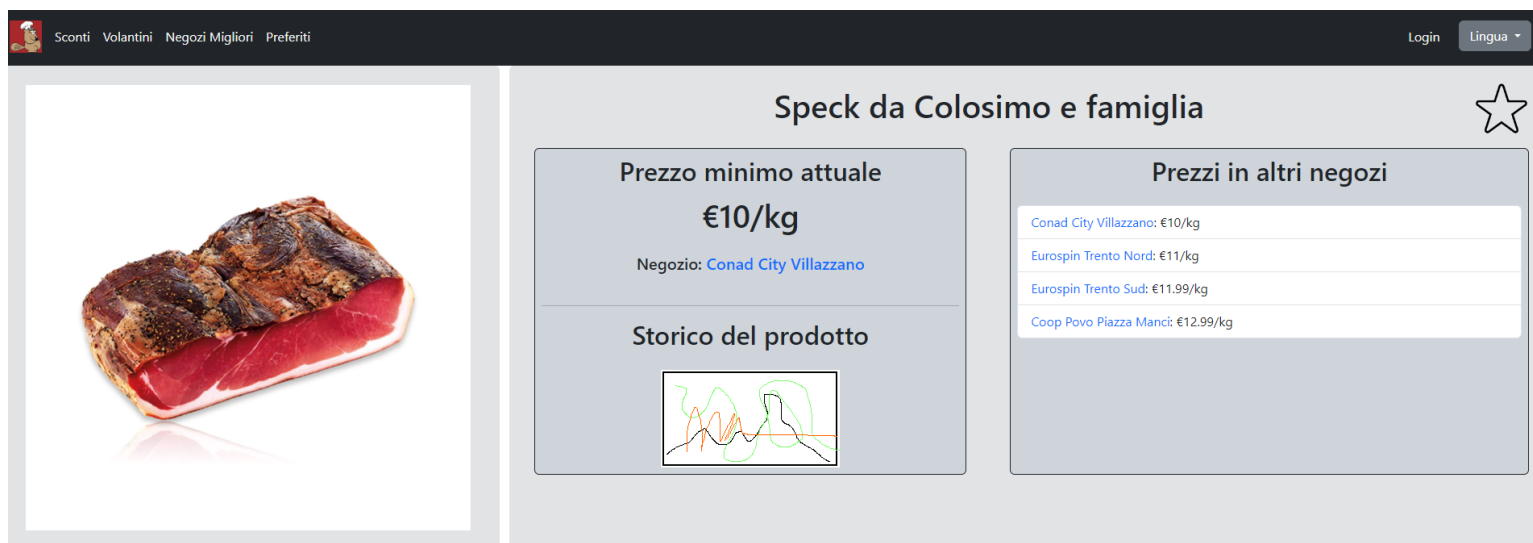 Sconti Volantini Negozi Migliori Preferiti
Login
Lingua
Speck da Colosimo e famiglia
Prezzo minimo attuale
€10/kg
Negozio: Conad City Villazzano
Storico del prodotto
Prezzi in altri negozi
Conad City Villazzano: €10/kg
Eurospin Trento Nord: €11/kg
Eurospin Trento Sud: €11.99/kg
Coop Povo Piazza Manci: €12.99/kg